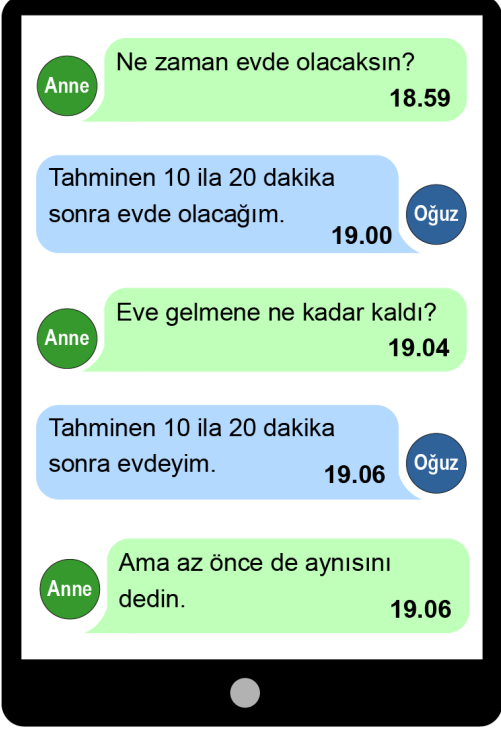 Anne
Ne zaman evde olacaksın?
18.59
Tahminen 10 ila 20 dakika
sonra evde olacağım.
19.00
Oğuz
Anne
Eve gelmene ne kadar kaldı?
19.04
Tahminen 10 ila 20 dakika
sonra evdeyim.
19.06
Oğuz
Anne
Ama az önce de aynısını
dedin.
19.06